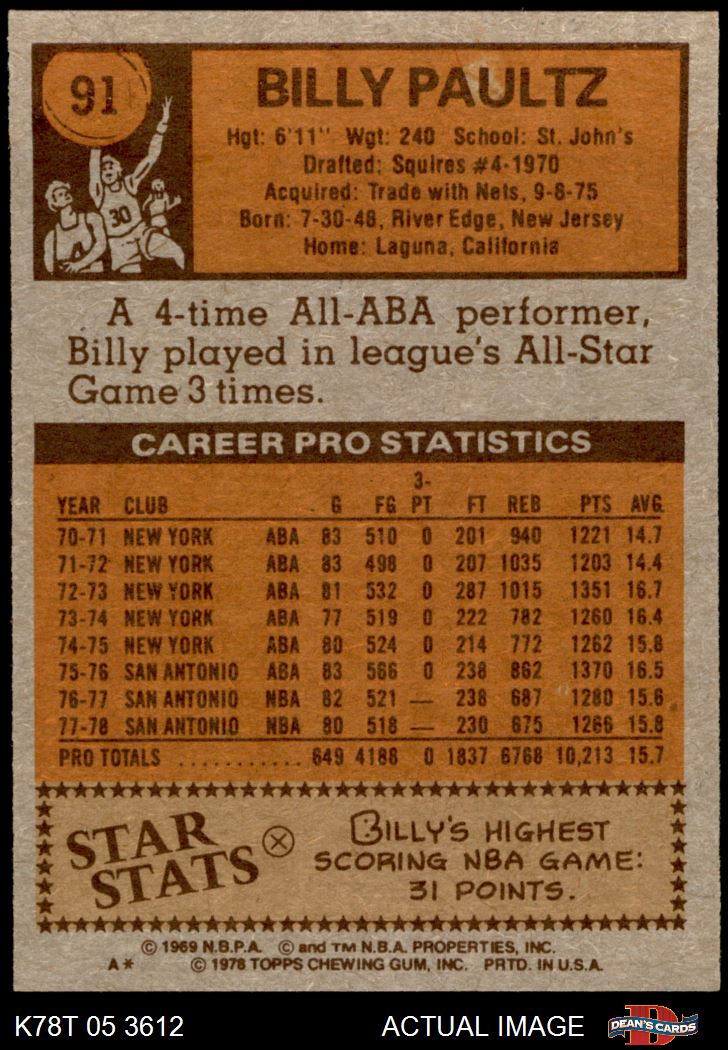 91
BILLY PAULTZ
Hgt: 6'11" Wgt: 240 School: St. John's
Drafted: Squires #4-1970
Acquired: Trade with Nets, 9-8-75
Born: 7-30-48, River Edge, New Jersey
Home: Laguna, California
30
A 4-time All-ABA performer,
Billy played in league's All-Star
Game 3 times.
CAREER PRO STATISTICS
YEAR CLUB G FG 3-PT FT REB PTS AVG.
70-71 NEW YORK ABA 83 510 0 201 940 1221 14.7
71-72 NEW YORK ABA 83 498 0 207 1035 1203 14.4
72-73 NEW YORK ABA 81 532 0 287 1015 1351 16.7
73-74 NEW YORK ABA 77 519 0 222 782 1260 16.4
74-75 NEW YORK ABA 80 524 0 214 772 1262 15.8
75-76 SAN ANTONIO ABA 83 566 0 238 862 1370 16.5
76-77 SAN ANTONIO NBA 82 521 — 238 687 1280 15.6
77-78 SAN ANTONIO NBA 80 518 — 230 675 1266 15.8
PRO TOTALS ........... 649 4188 0 1837 6768 10,213 15.7
STAR STATS
BILLY'S HIGHEST
SCORING NBA GAME:
31 POINTS.
© 1969 N.B.P.A. © and TM N.B.A. PROPERTIES, INC.
A* © 1978 TOPPS CHEWING GUM, INC. PRTD. IN U.S.A.
K78T 05 3612 ACTUAL IMAGE DEAN'S CARDS